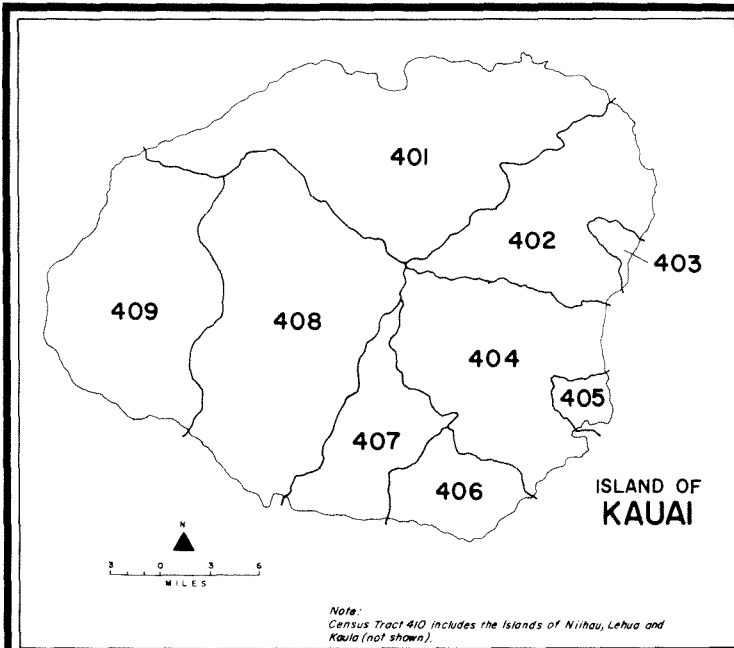 401
402
403
409
408
404
405
407
406
ISLAND OF
KAUAI
N
3 0 3 6
MILES
Note:
Census Tract 410 includes the Islands of Niihau, Lehua and
Kaula (not shown).